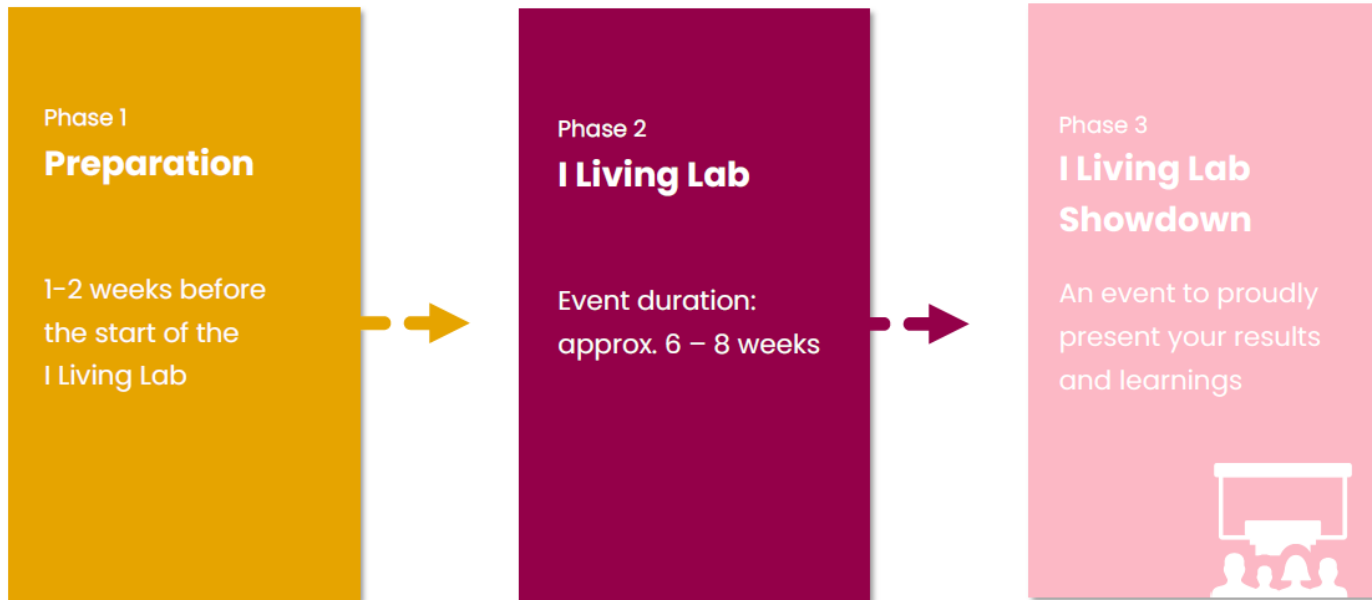 Phase 1
Preparation
1-2 weeks before
the start of the
I Living Lab
Phase 2
I Living Lab
Event duration:
approx. 6 – 8 weeks
Phase 3
I Living Lab
Showdown
An event to proudly
present your results
and learnings